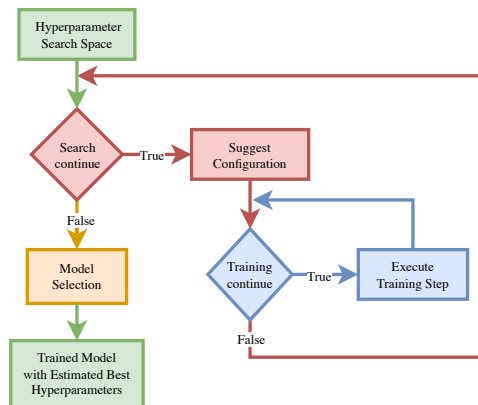 Hyperparameter
Search Space
Search
continue
True
Suggest
Configuration
False
Model
Selection
Training
continue
True
Execute
Training Step
False
Trained Model
with Estimated Best
Hyperparameters